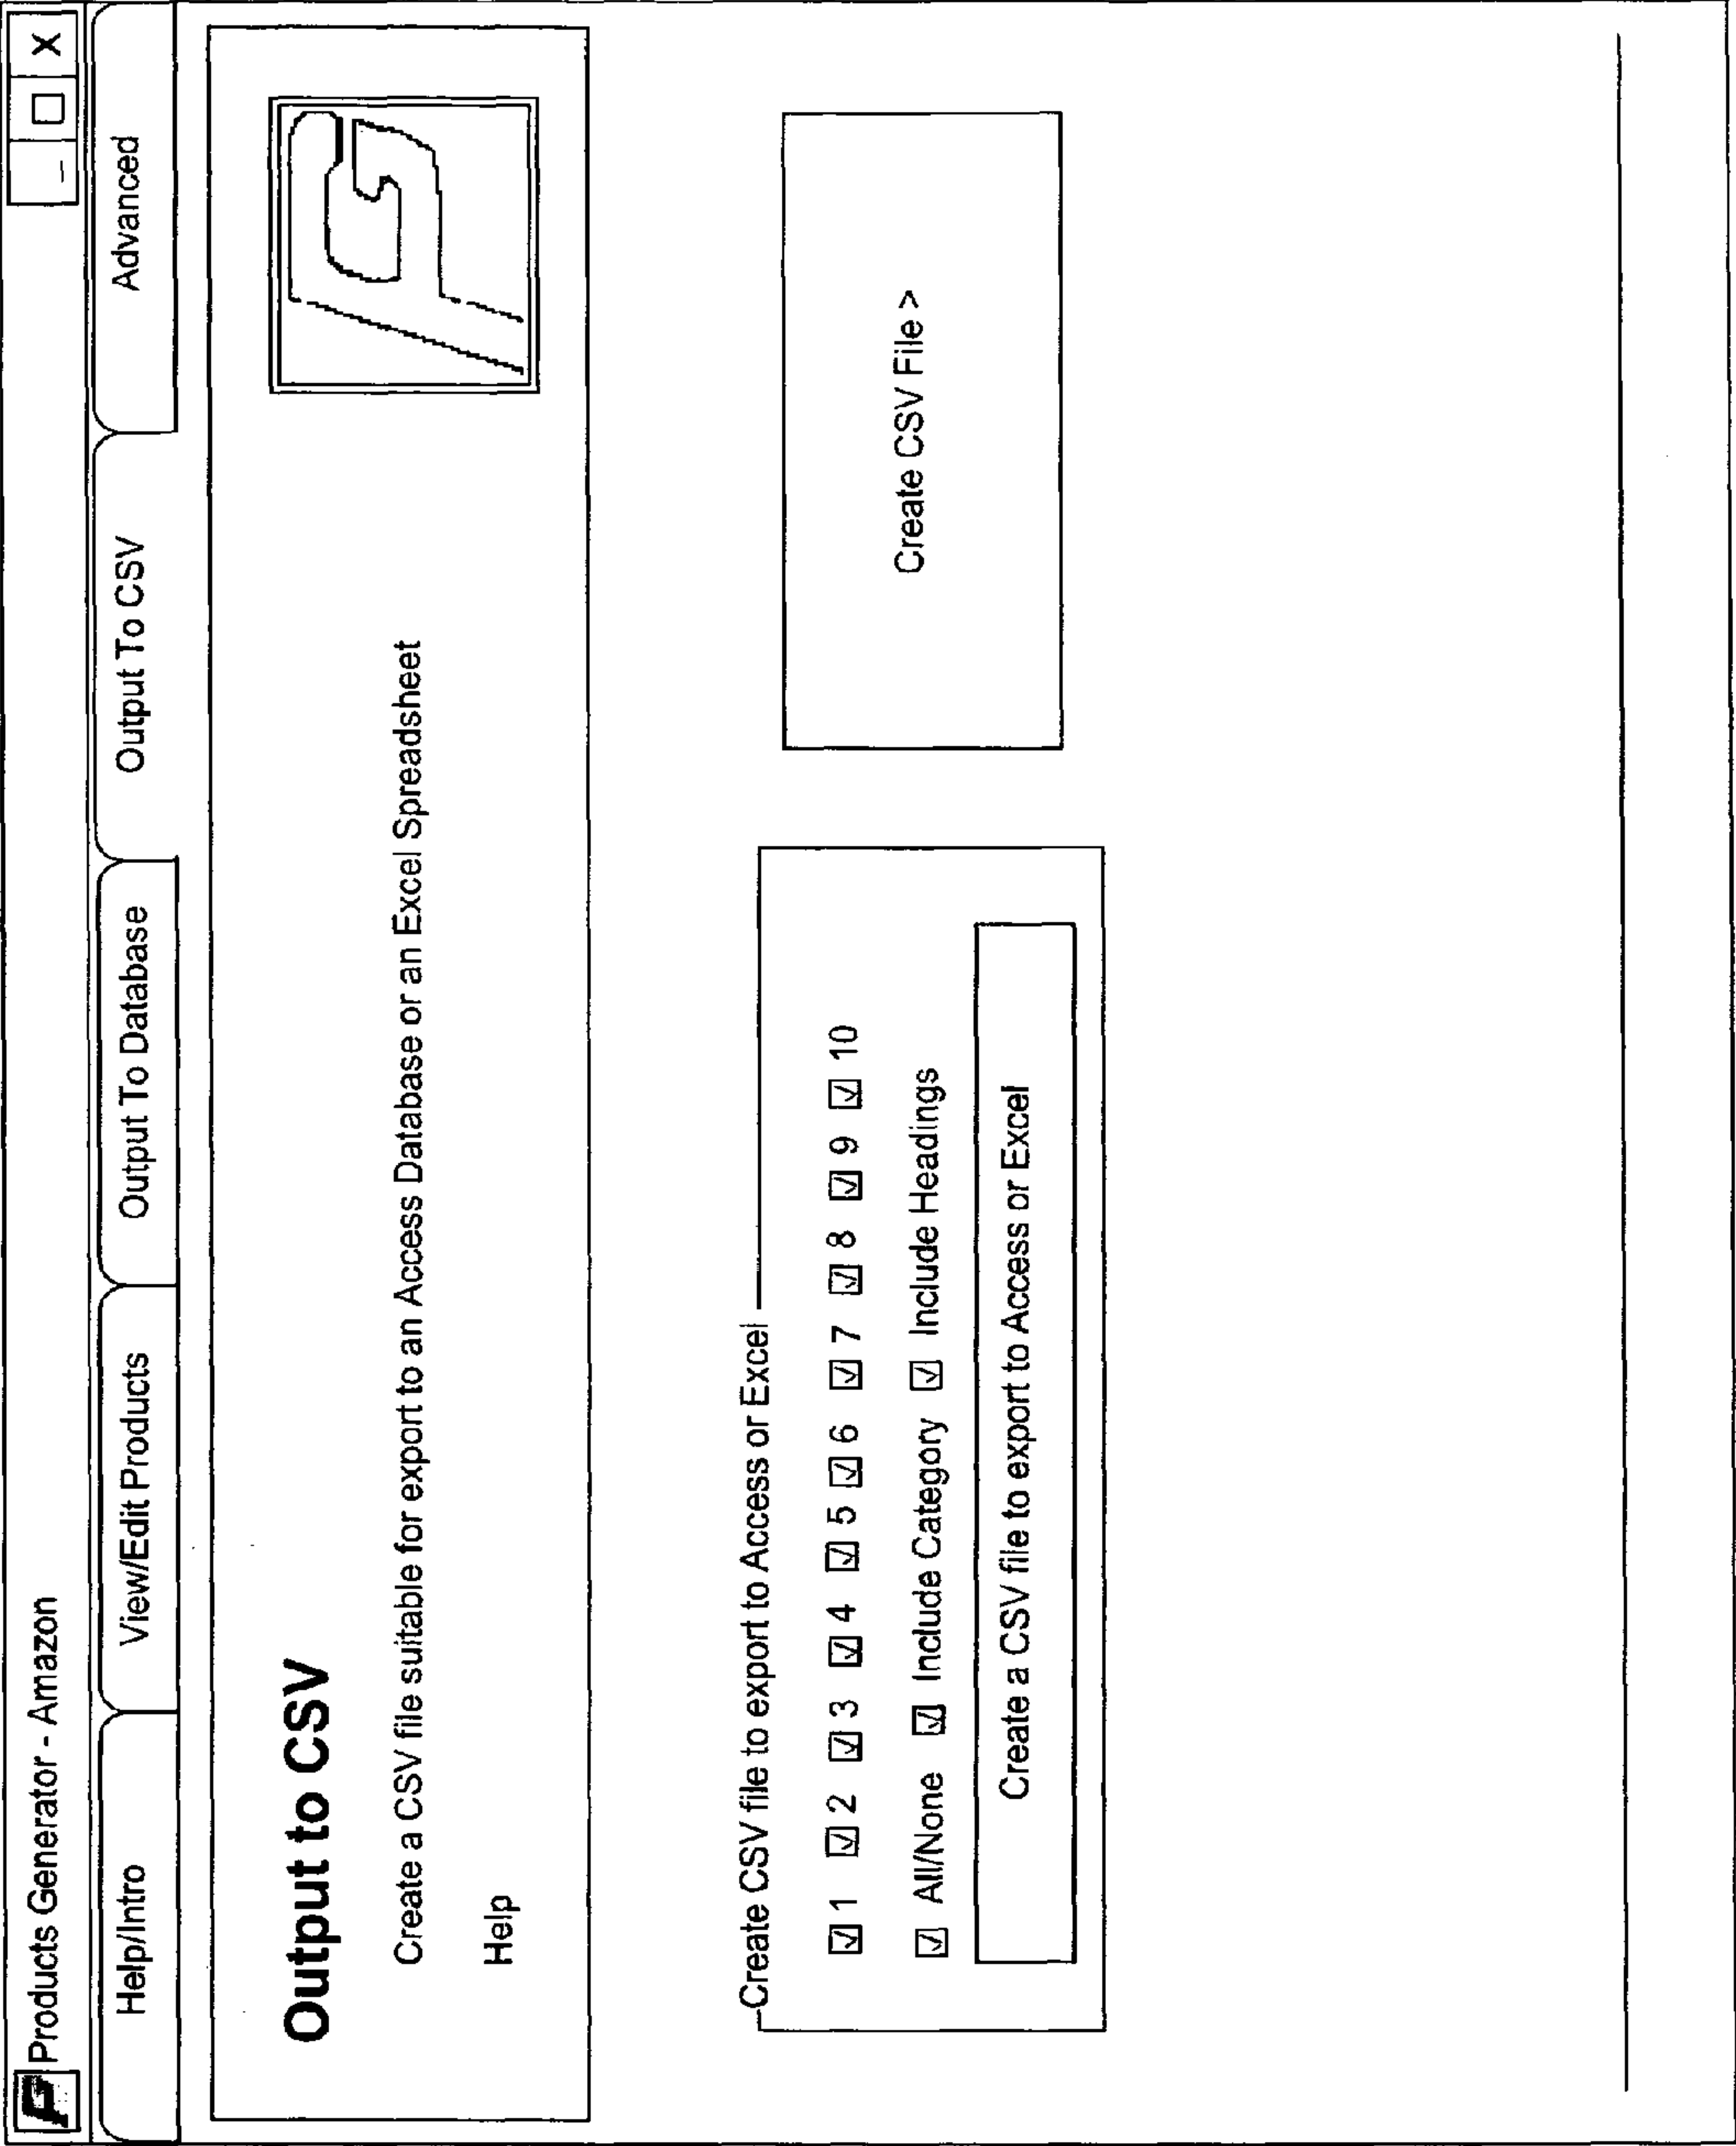 Products Generator - Amazon
_ □ X
Help/Intro View/Edit Products Output To Database Output To CSV Advanced
Output to CSV
Create a CSV file suitable for export to an Access Database or an Excel Spreadsheet
Help
PG
Create CSV file to export to Access or Excel
☑ 1 ☑ 2 ☑ 3 ☑ 4 ☑ 5 ☑ 6 ☑ 7 ☑ 8 ☑ 9 ☑ 10
☑ All/None ☑ Include Category ☑ Include Headings
Create a CSV file to export to Access or Excel
Create CSV File >